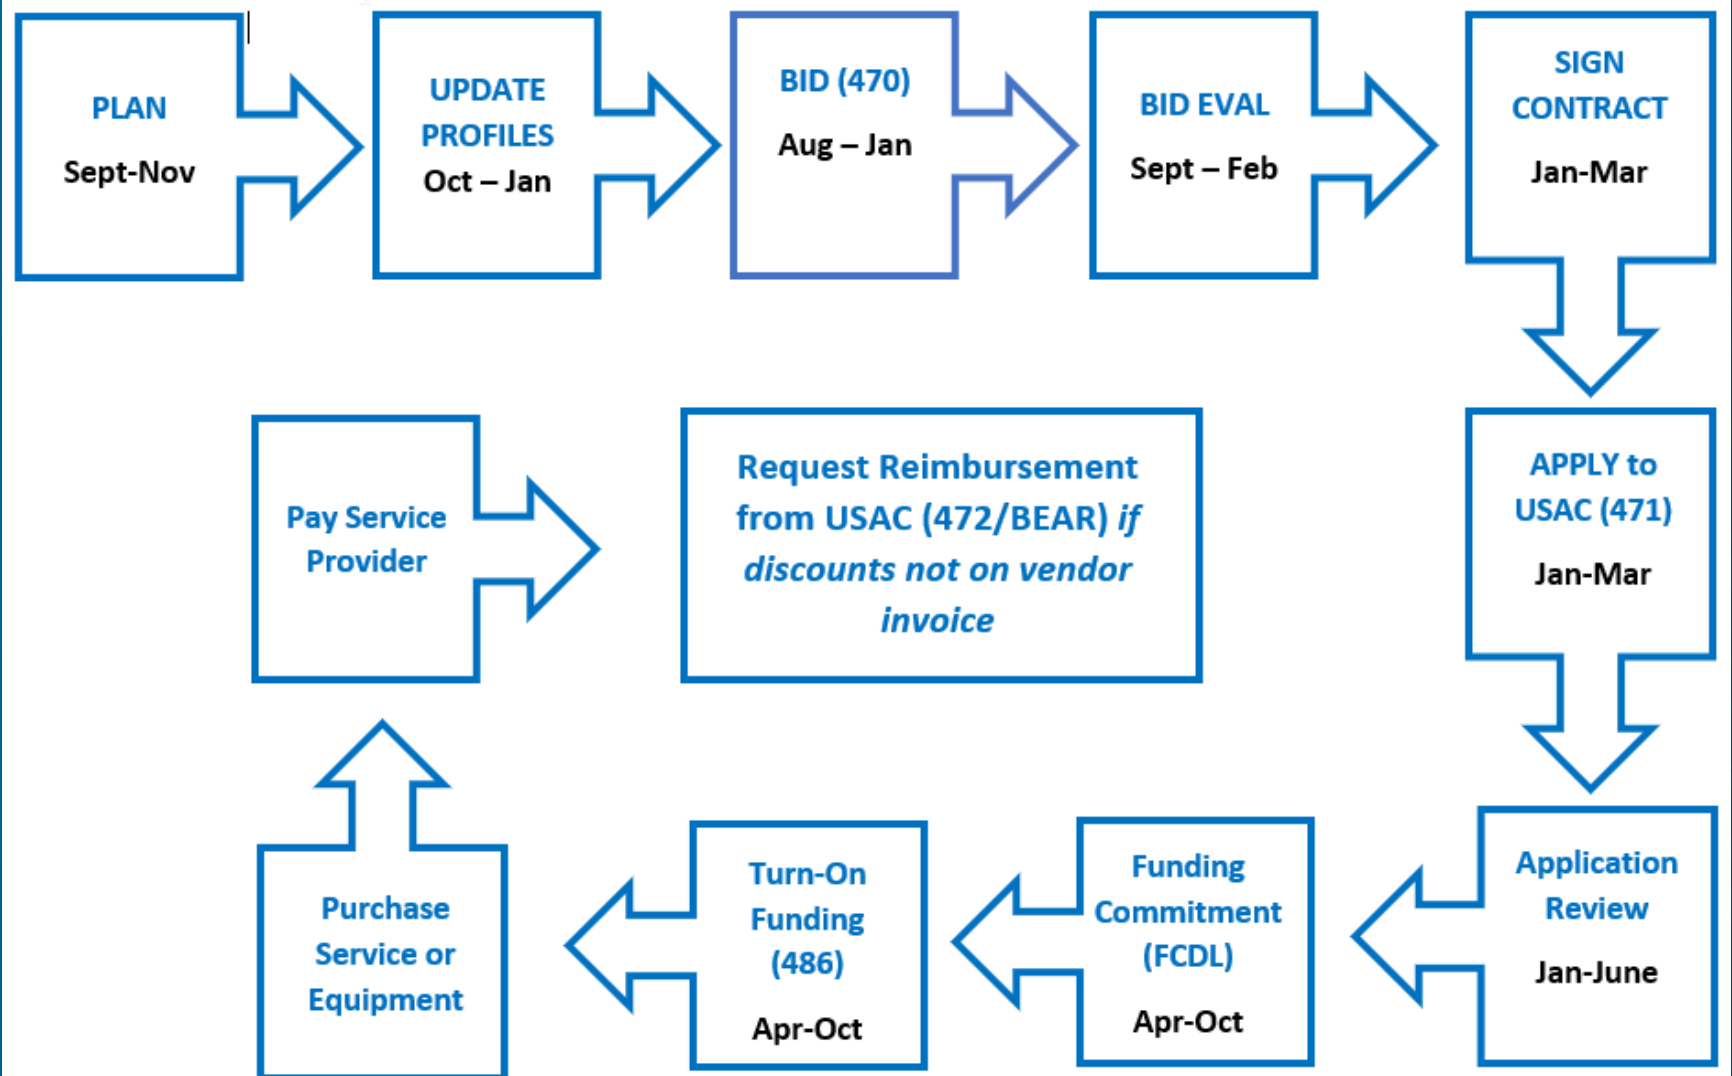 PLAN
Sept-Nov
UPDATE
PROFILES
Oct – Jan
BID (470)
Aug – Jan
BID EVAL
Sept – Feb
SIGN
CONTRACT
Jan-Mar
APPLY to
USAC (471)
Jan-Mar
Application
Review
Jan-June
Funding
Commitment
(FCDL)
Apr-Oct
Turn-On
Funding
(486)
Apr-Oct
Purchase
Service or
Equipment
Pay Service
Provider
Request Reimbursement
from USAC (472/BEAR) if
discounts not on vendor
invoice